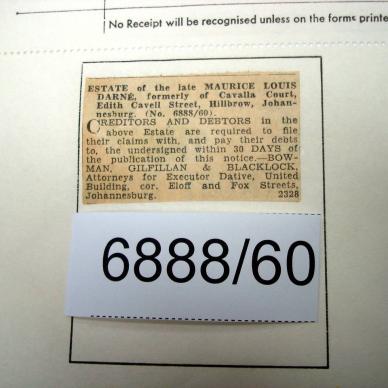 No Receipt will be recognised unless on the forms printe
ESTATE of the late MAURICE LOUIS
DARNÉ, formerly of Cavalla Court,
Edith Cavell Street, Hillbrow, Johan-
nesburg. (No. 6888/60).
CREDITORS AND DEBTORS in the
above Estate are required to file
their claims with, and pay their debts
to, the undersigned within 30 DAYS of
the publication of this notice.—BOW-
MAN, GILFILLAN & BLACKLOCK.
Attorneys for Executor Dative, United
Building, cor. Eloff and Fox Streets,
Johannesburg. 2328
6888/60